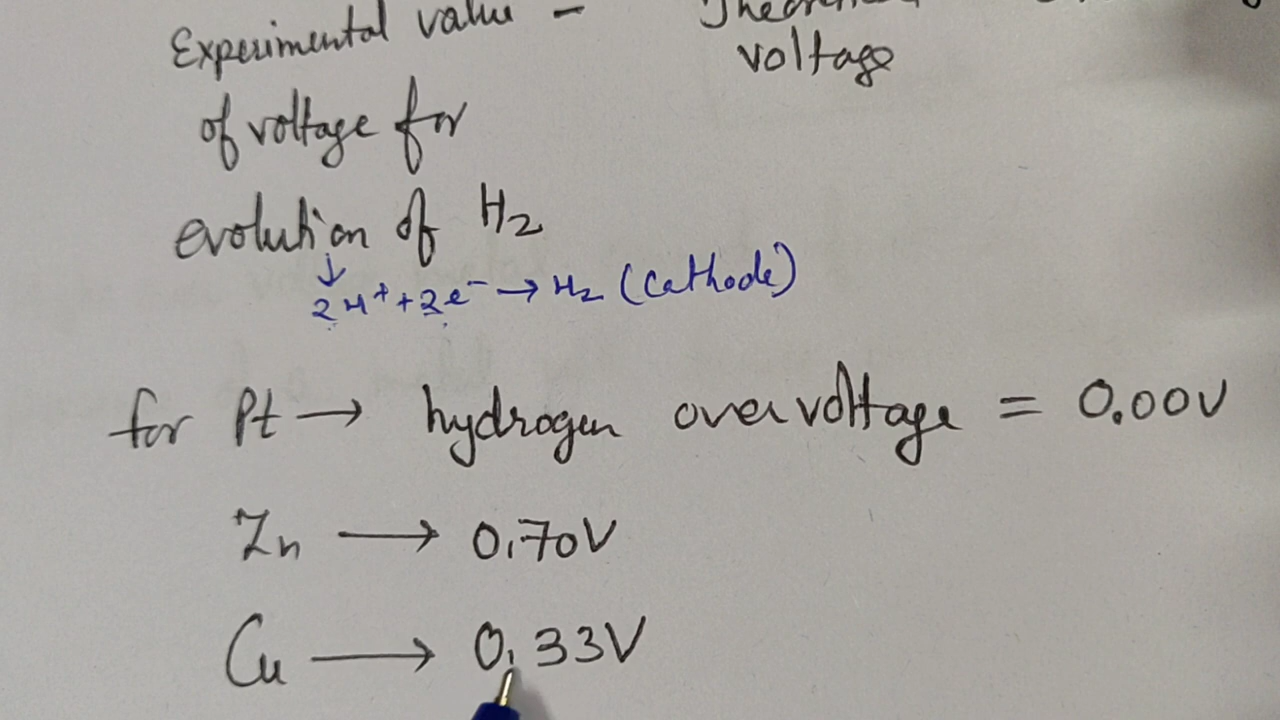 Experimental value -
voltage
of voltage for
evolution of H₂
↓
2H⁺ + 2e⁻ → H₂ (Cathode)
for Pt → hydrogen overvoltage = 0.00V
Zn → 0.70V
Cu → 0.33V